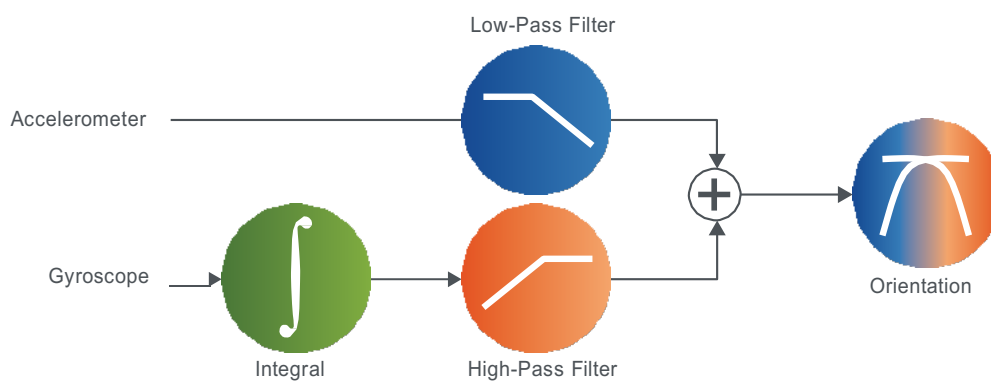 Low-Pass Filter
Accelerometer
Gyroscope
Orientation
Integral
High-Pass Filter